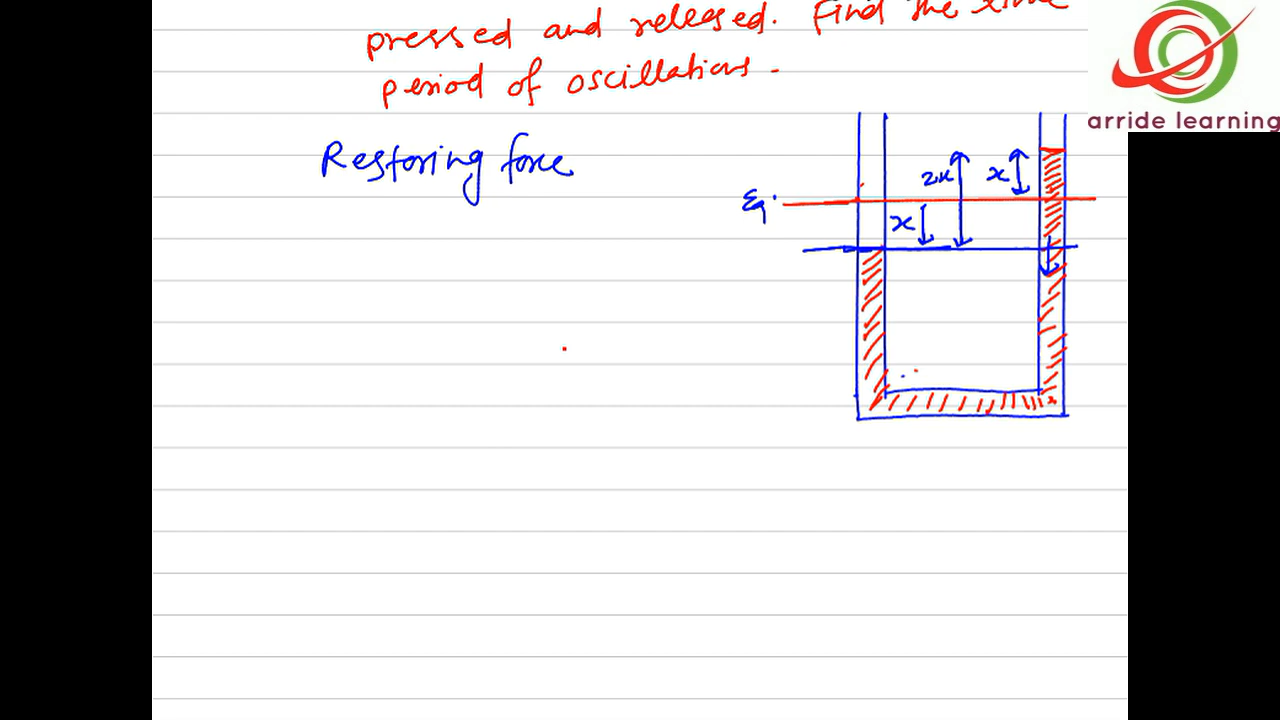 pressed and released. Find the time
period of oscillations.
arride learning
Restoring force
2x
x
Eq.
x